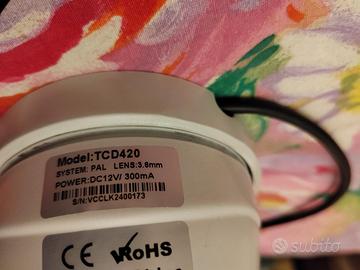 Model:TCD420
SYSTEM: PAL LENS:3,6mm
POWER:DC12V/ 300mA
S/N:VCCLK2400173
CE RoHS
subito